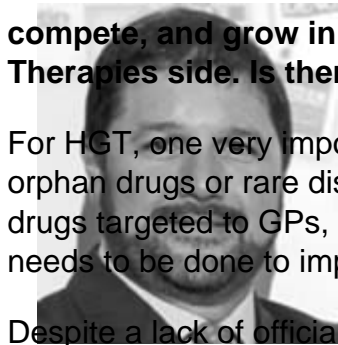 compete, and grow in
Therapies side. Is ther
For HGT, one very impo
orphan drugs or rare dis
drugs targeted to GPs,
needs to be done to imp
Despite a lack of officia